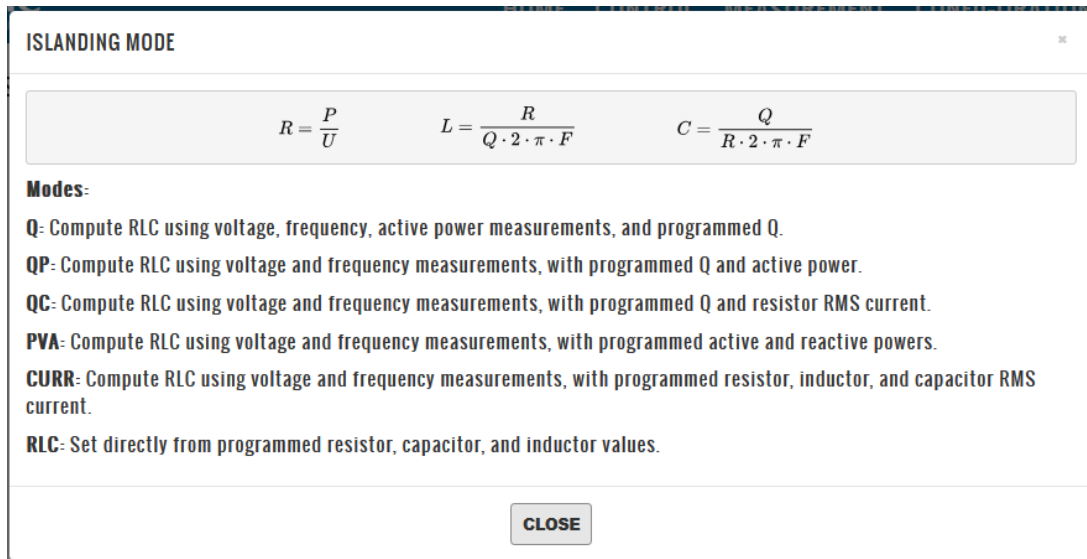 HOME CONTROL MEASUREMENT CONFIGURATION
ISLANDING MODE ×
R = P/U L = R/(Q · 2 · π · F) C = Q/(R · 2 · π · F)
Modes:
Q: Compute RLC using voltage, frequency, active power measurements, and programmed Q.
QP: Compute RLC using voltage and frequency measurements, with programmed Q and active power.
QC: Compute RLC using voltage and frequency measurements, with programmed Q and resistor RMS current.
PVA: Compute RLC using voltage and frequency measurements, with programmed active and reactive powers.
CURR: Compute RLC using voltage and frequency measurements, with programmed resistor, inductor, and capacitor RMS
current.
RLC: Set directly from programmed resistor, capacitor, and inductor values.
CLOSE